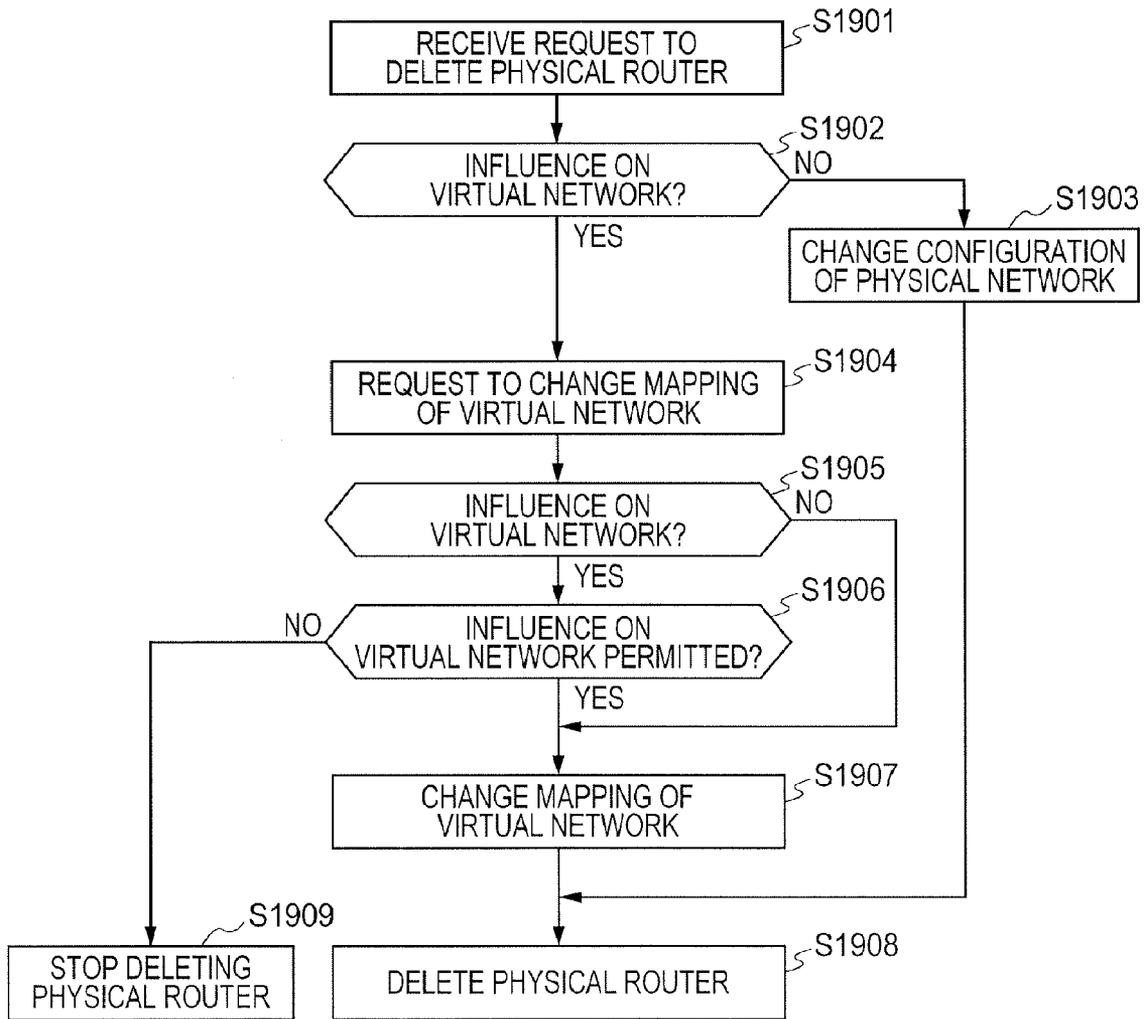 S1901
RECEIVE REQUEST TO
DELETE PHYSICAL ROUTER
S1902
INFLUENCE ON
VIRTUAL NETWORK?
NO
YES
S1903
CHANGE CONFIGURATION
OF PHYSICAL NETWORK
S1904
REQUEST TO CHANGE MAPPING
OF VIRTUAL NETWORK
S1905
INFLUENCE ON
VIRTUAL NETWORK?
NO
YES
S1906
NO
INFLUENCE ON
VIRTUAL NETWORK PERMITTED?
YES
S1907
CHANGE MAPPING OF
VIRTUAL NETWORK
S1909
STOP DELETING
PHYSICAL ROUTER
S1908
DELETE PHYSICAL ROUTER